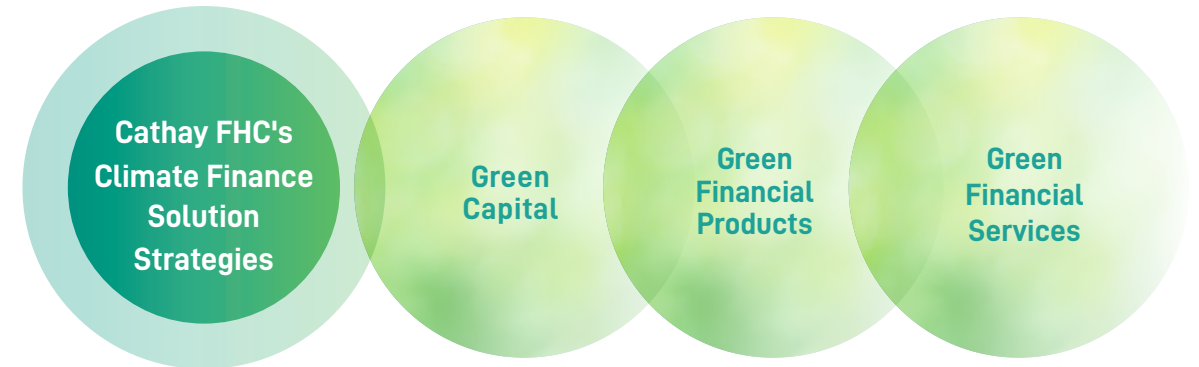 Cathay FHC's
Climate Finance
Solution
Strategies
Green
Capital
Green
Financial
Products
Green
Financial
Services